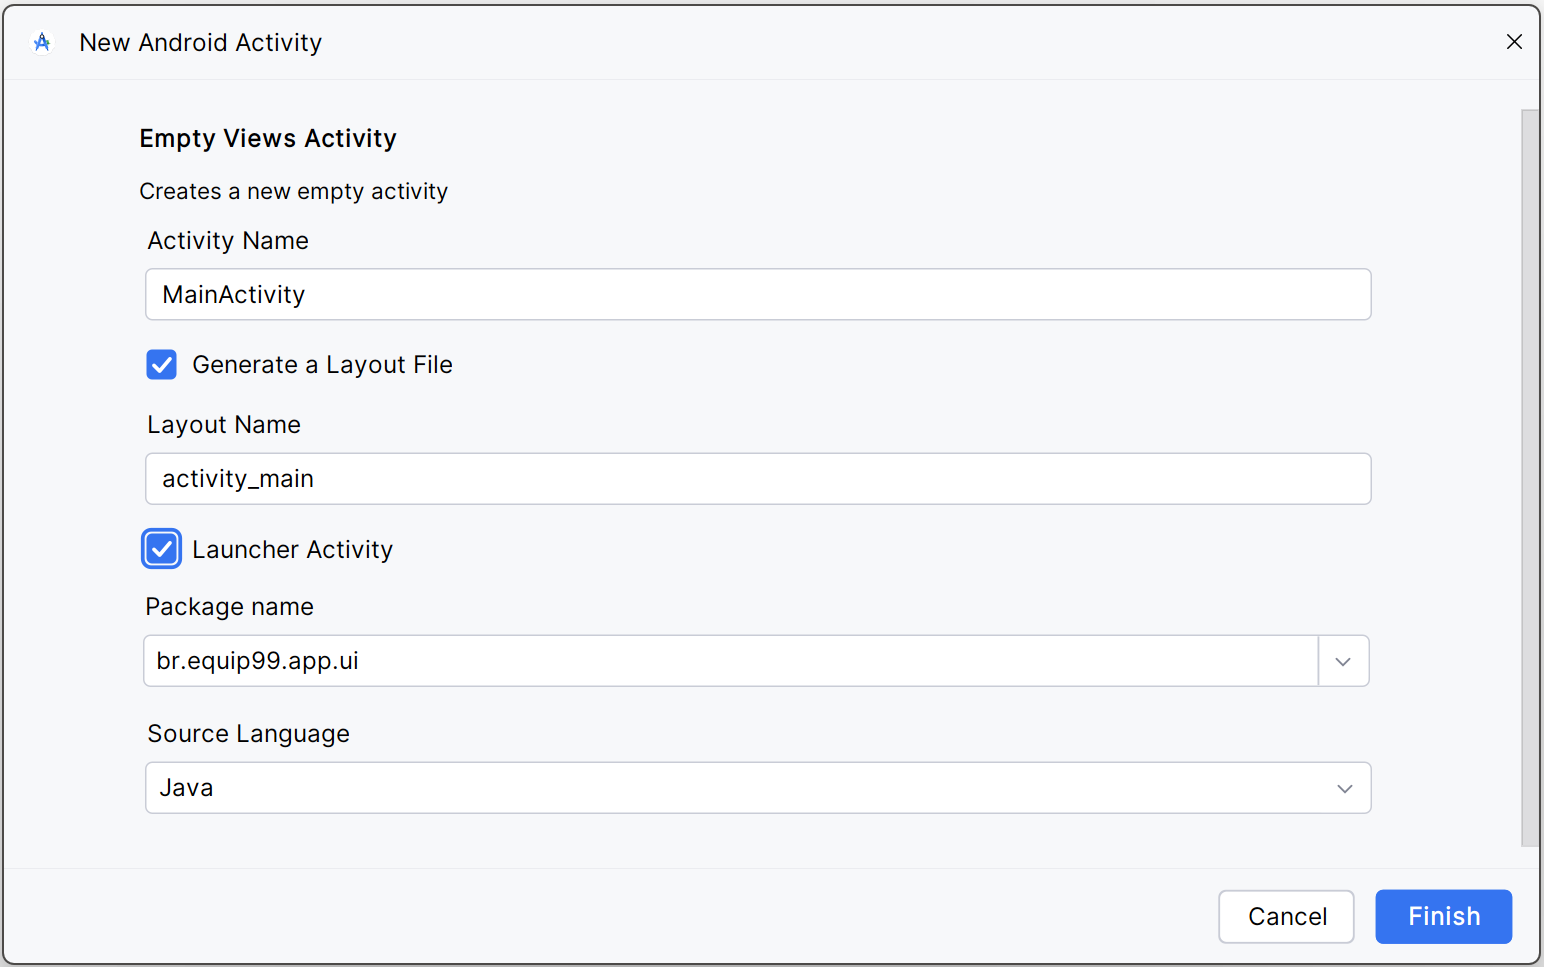 New Android Activity
Empty Views Activity
Creates a new empty activity
Activity Name
MainActivity
Generate a Layout File
Layout Name
activity_main
Launcher Activity
Package name
br.equip99.app.ui
Source Language
Java
Cancel
Finish